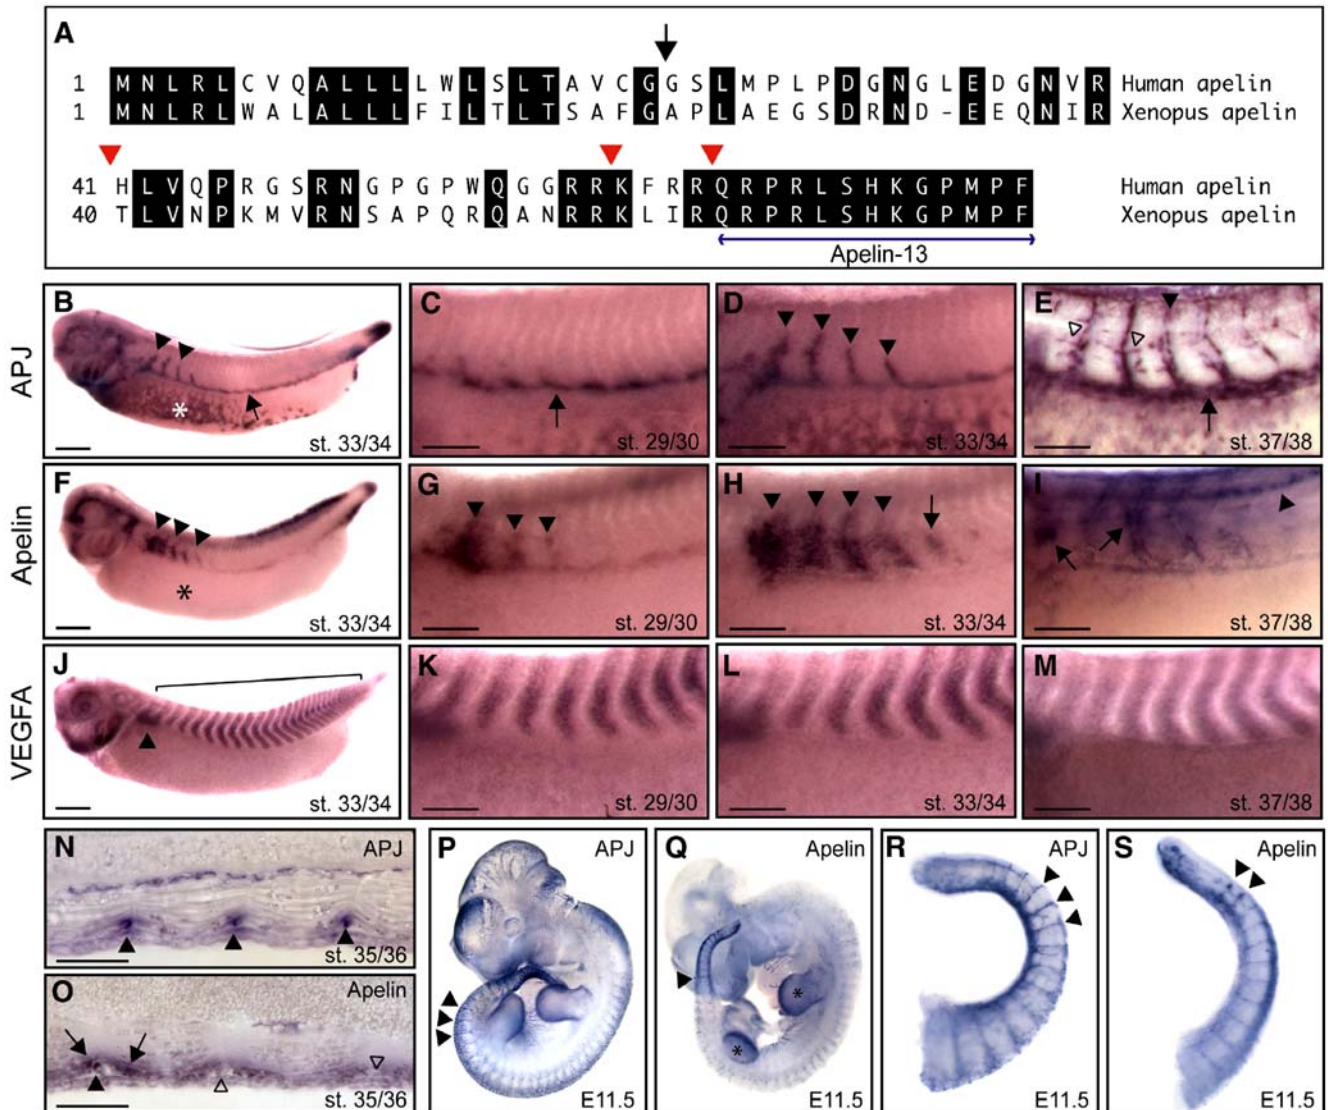 A
1 M N L R L C V Q A L L L L W L S L T A V C G G S L M P L P D G N G L E D G N V R Human apelin
1 M N L R L W A L A L L L F I L T L T S A F G A P L A E G S D R N D - E E Q N I R Xenopus apelin
41 H L V Q P R G S R N G P G P W Q G G R R K F R R Q R P R L S H K G P M P F Human apelin
40 T L V N P K M V R N S A P Q R Q A N R R K L I R Q R P R L S H K G P M P F Xenopus apelin
Apelin-13
APJ
B
st. 33/34
C
st. 29/30
D
st. 33/34
E
st. 37/38
Apelin
F
*
st. 33/34
G
st. 29/30
H
st. 33/34
I
st. 37/38
VEGFA
J
st. 33/34
K
st. 29/30
L
st. 33/34
M
st. 37/38
N
APJ
st. 35/36
O
Apelin
st. 35/36
P
APJ
E11.5
Q
Apelin
E11.5
R
APJ
E11.5
S
Apelin
E11.5